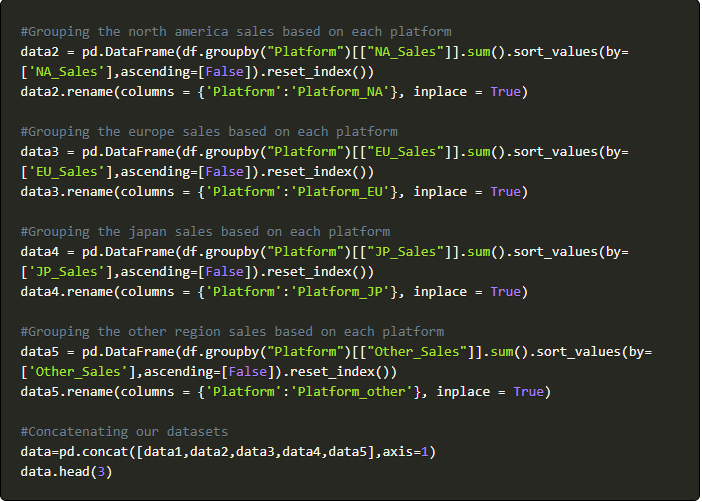 #Grouping the north america sales based on each platform
data2 = pd.DataFrame(df.groupby("Platform")[["NA_Sales"]].sum().sort_values(by=
['NA_Sales'],ascending=[False]).reset_index())
data2.rename(columns = {'Platform':'Platform_NA'}, inplace = True)

#Grouping the europe sales based on each platform
data3 = pd.DataFrame(df.groupby("Platform")[["EU_Sales"]].sum().sort_values(by=
['EU_Sales'],ascending=[False]).reset_index())
data3.rename(columns = {'Platform':'Platform_EU'}, inplace = True)

#Grouping the japan sales based on each platform
data4 = pd.DataFrame(df.groupby("Platform")[["JP_Sales"]].sum().sort_values(by=
['JP_Sales'],ascending=[False]).reset_index())
data4.rename(columns = {'Platform':'Platform_JP'}, inplace = True)

#Grouping the other region sales based on each platform
data5 = pd.DataFrame(df.groupby("Platform")[["Other_Sales"]].sum().sort_values(by=
['Other_Sales'],ascending=[False]).reset_index())
data5.rename(columns = {'Platform':'Platform_other'}, inplace = True)

#Concatenating our datasets
data=pd.concat([data1,data2,data3,data4,data5],axis=1)
data.head(3)